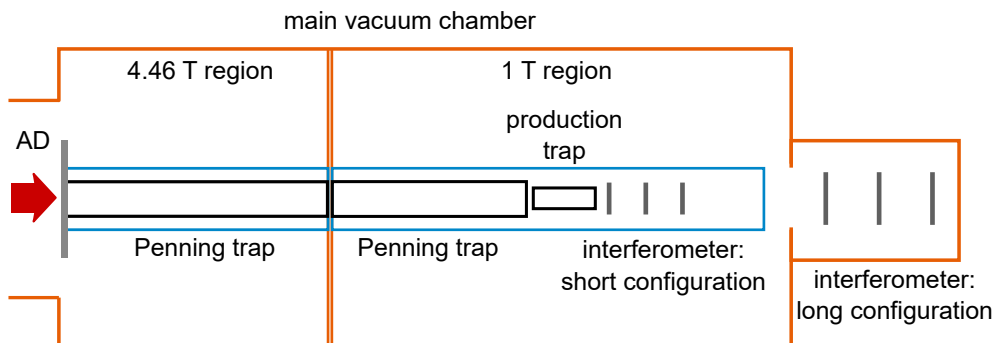 main vacuum chamber
4.46 T region
1 T region
production
trap
AD
Penning trap
Penning trap
interferometer:
short configuration
interferometer:
long configuration